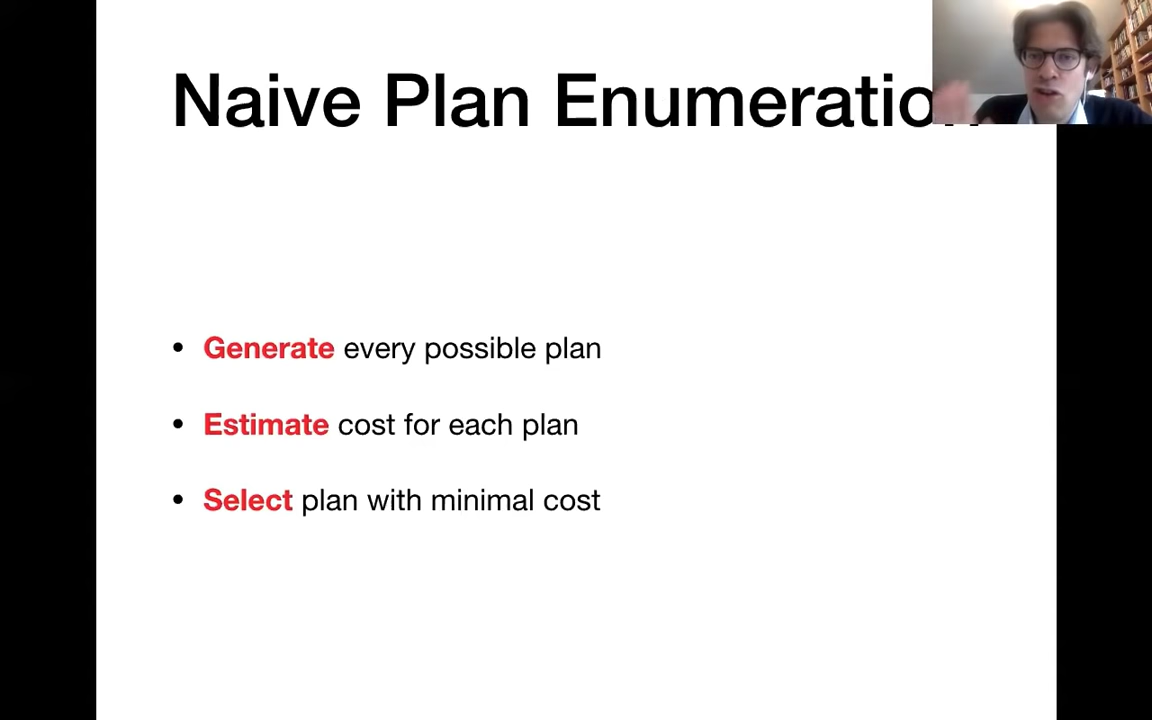 Naive Plan Enumeration
• Generate every possible plan
• Estimate cost for each plan
• Select plan with minimal cost